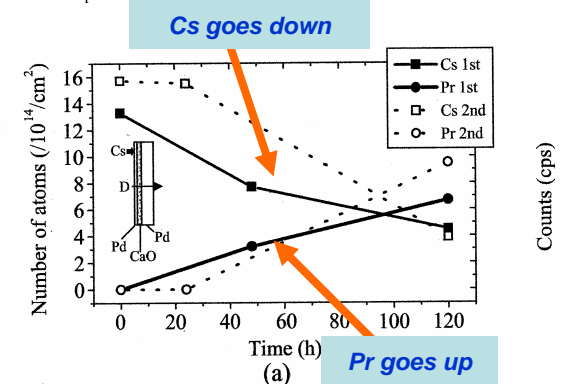 Cs goes down
Cs 1st
Pr 1st
Cs 2nd
Pr 2nd
Number of atoms (/10^14/cm^2)
16
14
12
10
8
6
4
2
0
Cs
D
Pd
Pd
CaO
0
20
40
60
80
100
120
Time (h)
(a)
Pr goes up
Counts (cps)